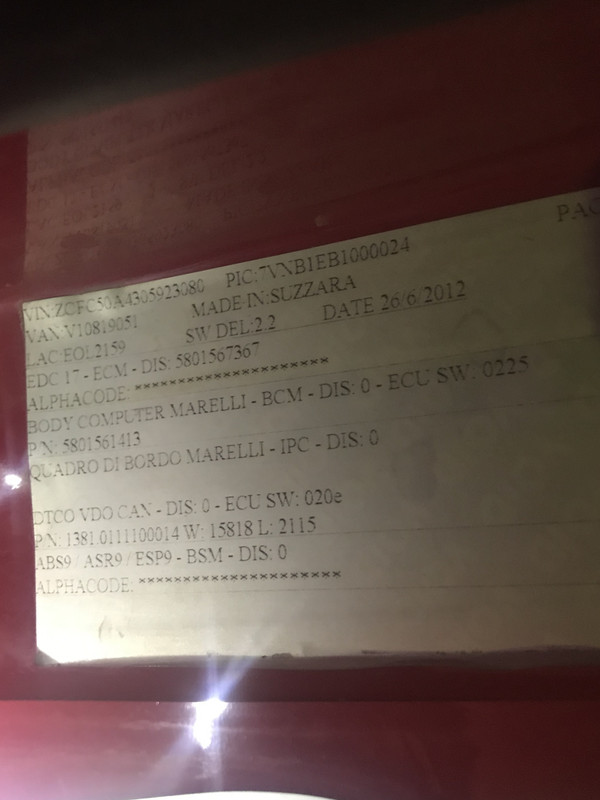 PAC
VIN:ZCFC50A4305923080 PIC:7VNB1EB1000024
VAN:V10819051 MADE IN:SUZZARA
LAC:EOL2159 SW DEL:2.2 DATE 26/6/2012
EDC 17 - ECM - DIS: 5801567367
ALPHACODE: **********************
BODY COMPUTER MARELLI - BCM - DIS: 0 - ECU SW: 0225
P/N: 5801561413
QUADRO DI BORDO MARELLI - IPC - DIS: 0
DTCO VDO CAN - DIS: 0 - ECU SW: 020e
P/N: 1381.0111100014 W: 15818 L: 2115
ABS9 / ASR9 / ESP9 - BSM - DIS: 0
ALPHACODE: **********************